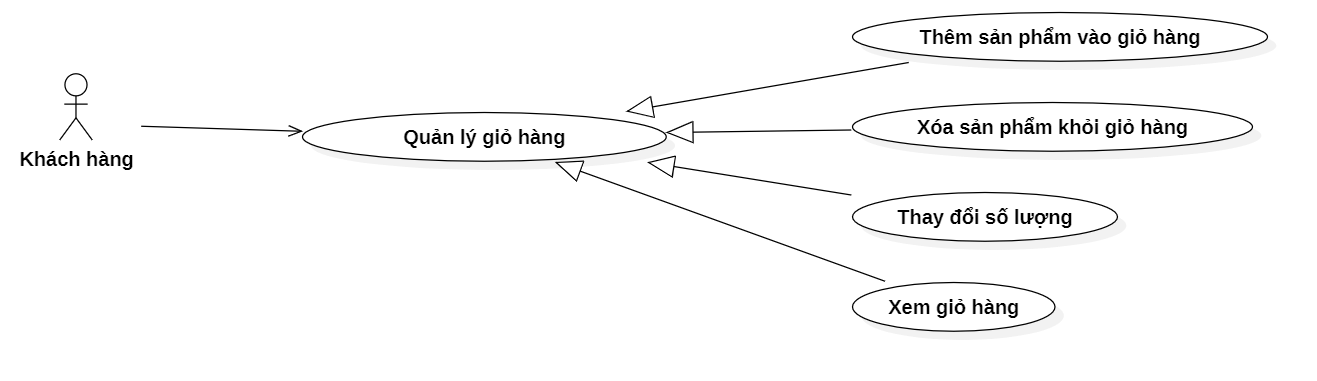 Thêm sản phẩm vào giỏ hàng
Quản lý giỏ hàng
Xóa sản phẩm khỏi giỏ hàng
Khách hàng
Thay đổi số lượng
Xem giỏ hàng